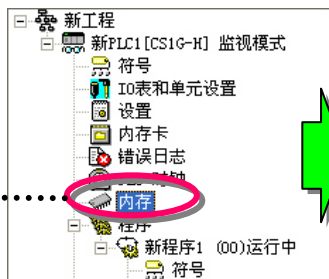 新工程
新PLC1[CS1G-H] 监视模式
符号
IO表和单元设置
设置
内存卡
错误日志
时钟
内存
程序
新程序1 (00)运行中
符号